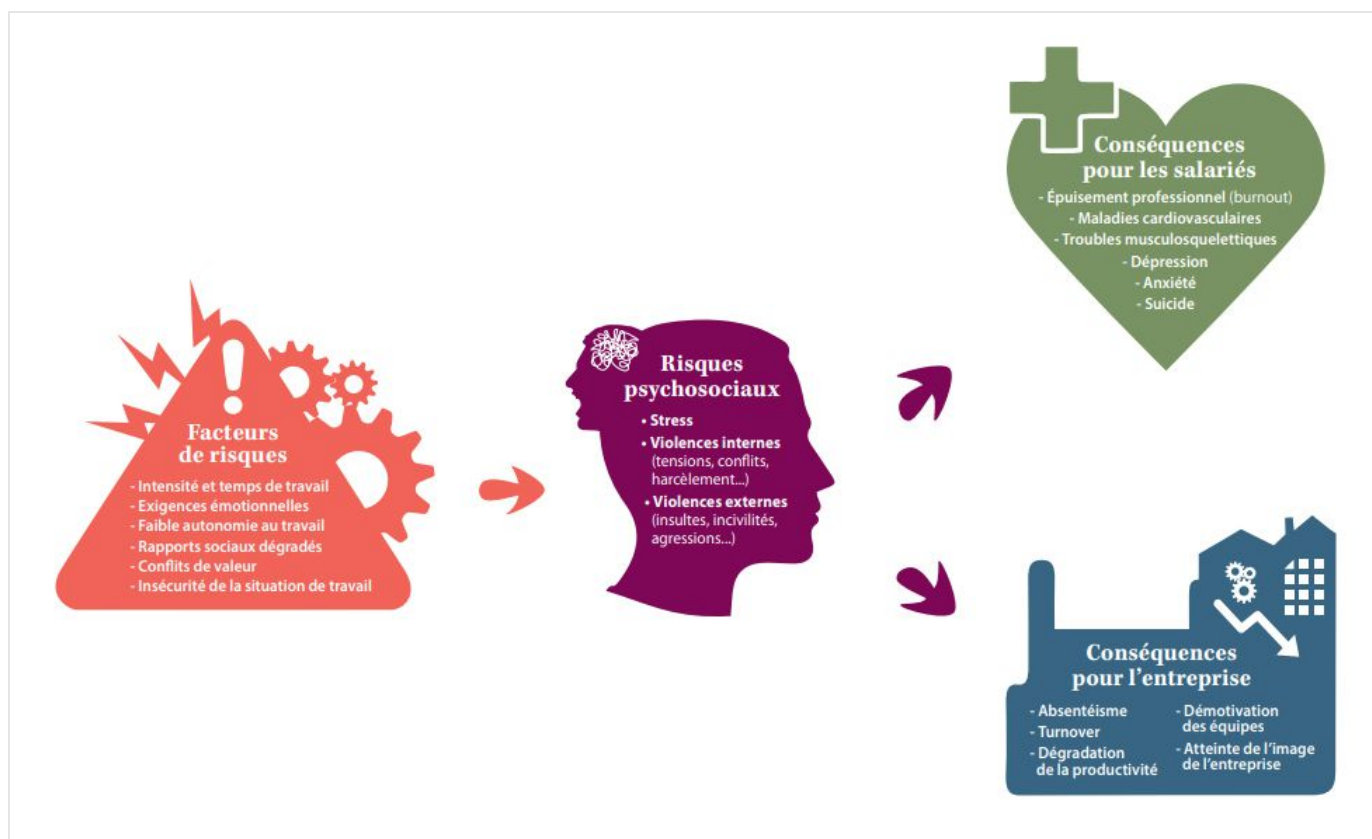 Facteurs
de risques
- Intensité et temps de travail
- Exigences émotionnelles
- Faible autonomie au travail
- Rapports sociaux dégradés
- Conflits de valeur
- Insécurité de la situation de travail
Risques
psychosociaux
• Stress
• Violences internes
(tensions, conflits,
harcèlement...)
• Violences externes
(insultes, incivilités,
agressions...)
Conséquences
pour les salariés
- Épuisement professionnel (burnout)
- Maladies cardiovasculaires
- Troubles musculosquelettiques
- Dépression
- Anxiété
- Suicide
Conséquences
pour l'entreprise
- Absentéisme
- Turnover
- Dégradation
de la productivité
- Démotivation
des équipes
- Atteinte de l'image
de l'entreprise